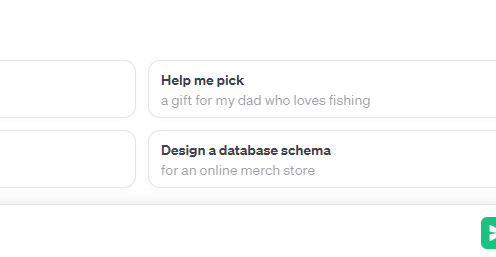 Help me pick
a gift for my dad who loves fishing
Design a database schema
for an online merch store